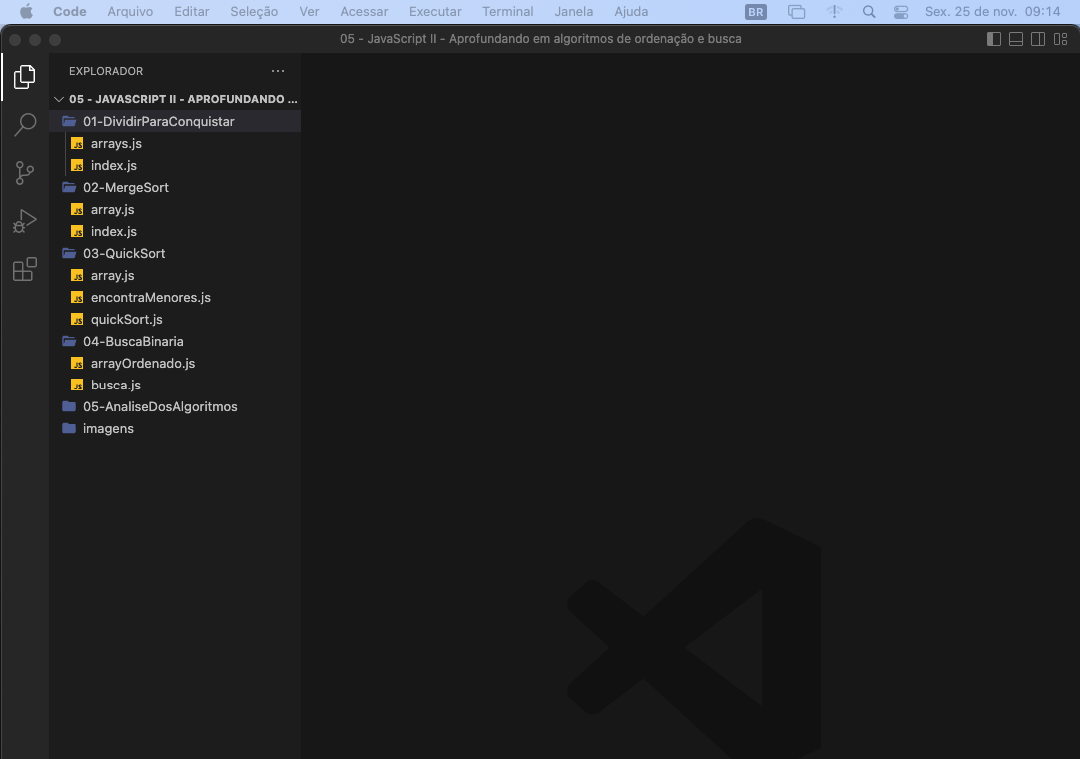 Code Arquivo Editar Seleção Ver Acessar Executar Terminal Janela Ajuda BR Sex. 25 de nov. 09:14
05 - JavaScript II - Aprofundando em algoritmos de ordenação e busca
EXPLORADOR ...
05 - JAVASCRIPT II - APROFUNDANDO ...
01-DividirParaConquistar
JS arrays.js
JS index.js
02-MergeSort
JS array.js
JS index.js
03-QuickSort
JS array.js
JS encontraMenores.js
JS quickSort.js
04-BuscaBinaria
JS arrayOrdenado.js
JS busca.js
05-AnaliseDosAlgoritmos
imagens